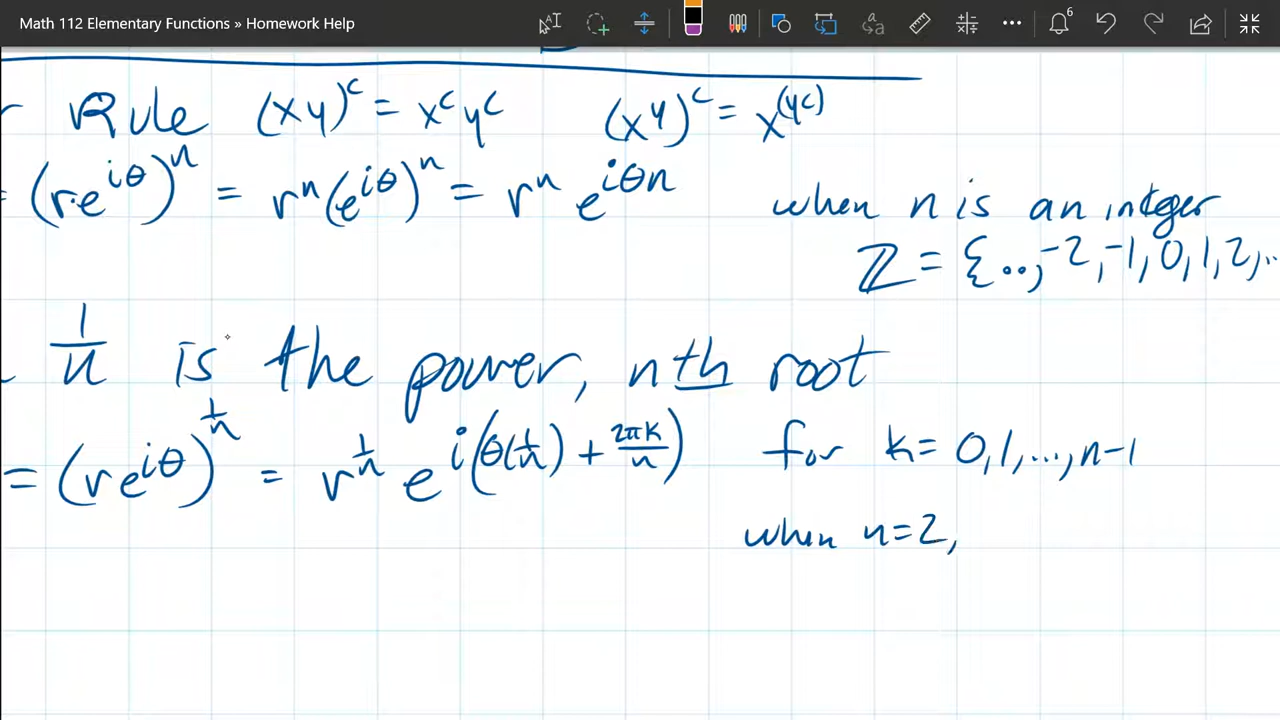 Math 112 Elementary Functions » Homework Help
6
r Rule (xy)^c = x^c y^c (x^y)^c = x^(yc)
= (r·e^iθ)^n = r^n (e^iθ)^n = r^n e^iθn when n is an integer
ℤ = {..,-2,-1,0,1,2,..
1/n is the power, nth root
= (re^iθ)^1/n = r^1/n e^i(θ(1/n) + 2πk/n) for k = 0,1,...,n-1
when n=2,